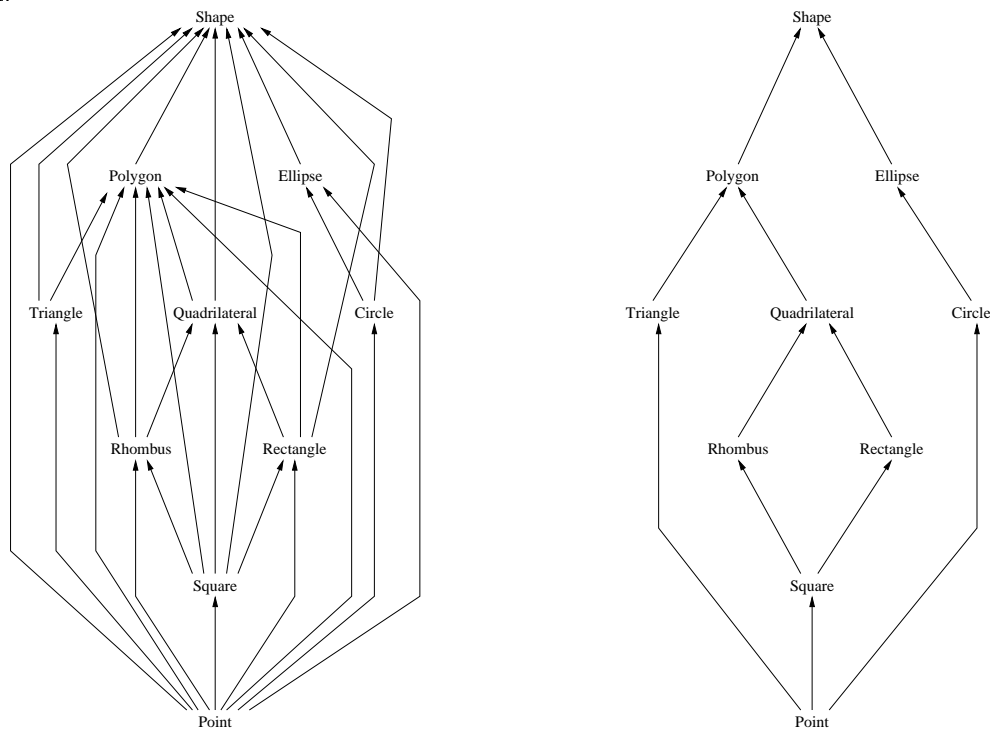 Shape
Polygon
Ellipse
Triangle
Quadrilateral
Circle
Rhombus
Rectangle
Square
Point
Shape
Polygon
Ellipse
Triangle
Quadrilateral
Circle
Rhombus
Rectangle
Square
Point